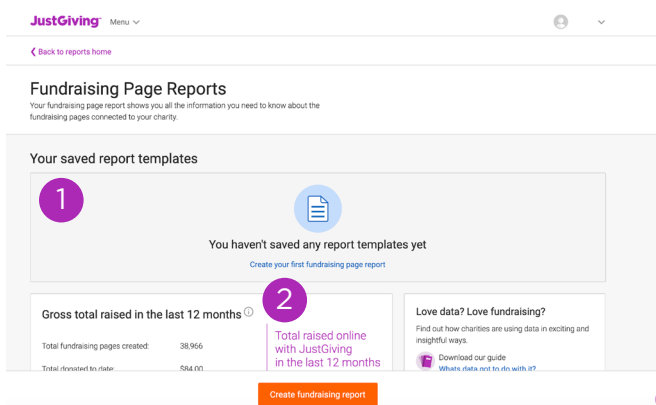 JustGiving™ Menu
Back to reports home
Fundraising Page Reports
Your fundraising page report shows you all the information you need to know about the
fundraising pages connected to your charity.
Your saved report templates
1
You haven't saved any report templates yet
Create your first fundraising page report
2
Gross total raised in the last 12 months
Total fundraising pages created: 38,966
Total donated to date: $84.00
Total raised online
with JustGiving
in the last 12 months
Love data? Love fundraising?
Find out how charities are using data in exciting and
insightful ways.
Download our guide
Whats data got to do with it?
Create fundraising report